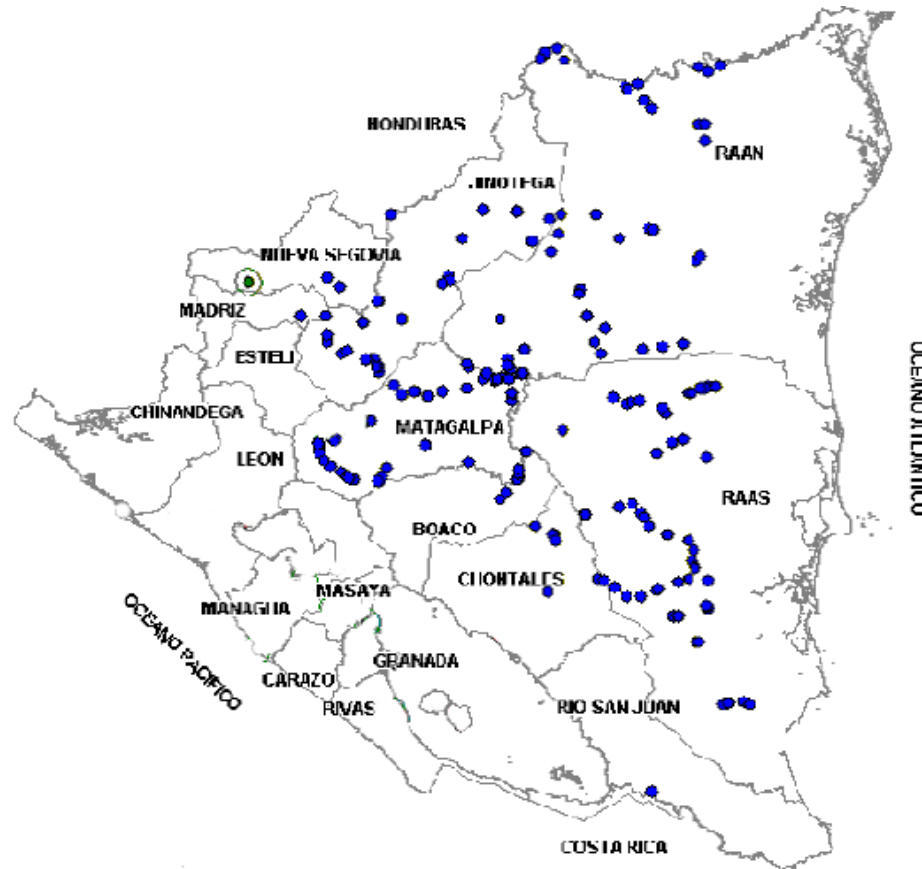 HONDURAS
RAAN
JINOTEGA
NUEVA SEGOVIA
MADRIZ
ESTELI
CHINANDEGA
MATAGALPA
LEON
RAAS
BOACO
CHONTALES
MASAYA
MANAGUA
GRANADA
CARAZO
RIVAS
RIO SAN JUAN
COSTA RICA
OCEANO PACIFICO
OCEANO ATLANTICO